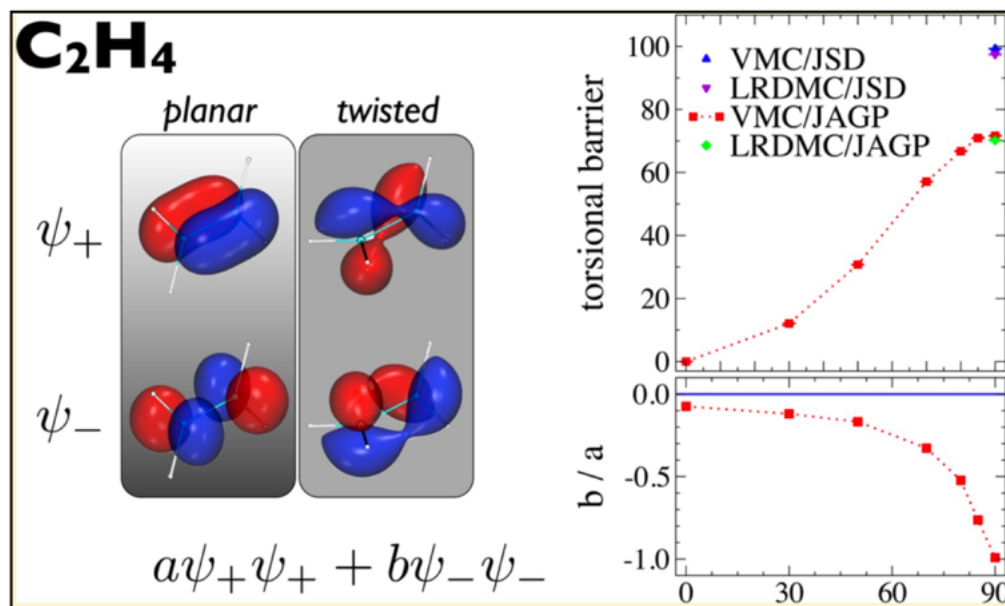 C₂H₄
planar twisted
ψ₊
ψ₋
aψ₊ψ₊ + bψ₋ψ₋
torsional barrier
100
80
60
40
20
0
VMC/JSD
LRDMC/JSD
VMC/JAGP
LRDMC/JAGP
b / a
0.0
-0.5
-1.0
0 30 60 90